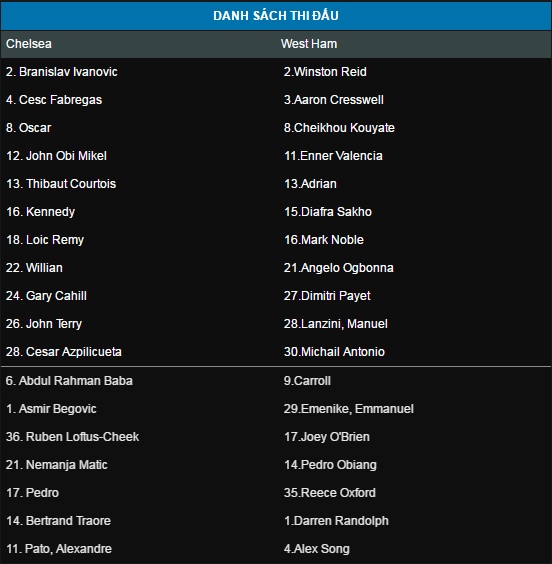 DANH SÁCH THI ĐẤU
Chelsea West Ham
2. Branislav Ivanovic 2.Winston Reid
4. Cesc Fabregas 3.Aaron Cresswell
8. Oscar 8.Cheikhou Kouyate
12. John Obi Mikel 11.Enner Valencia
13. Thibaut Courtois 13.Adrian
16. Kennedy 15.Diafra Sakho
18. Loic Remy 16.Mark Noble
22. Willian 21.Angelo Ogbonna
24. Gary Cahill 27.Dimitri Payet
26. John Terry 28.Lanzini, Manuel
28. Cesar Azpilicueta 30.Michail Antonio
6. Abdul Rahman Baba 9.Carroll
1. Asmir Begovic 29.Emenike, Emmanuel
36. Ruben Loftus-Cheek 17.Joey O'Brien
21. Nemanja Matic 14.Pedro Obiang
17. Pedro 35.Reece Oxford
14. Bertrand Traore 1.Darren Randolph
11. Pato, Alexandre 4.Alex Song